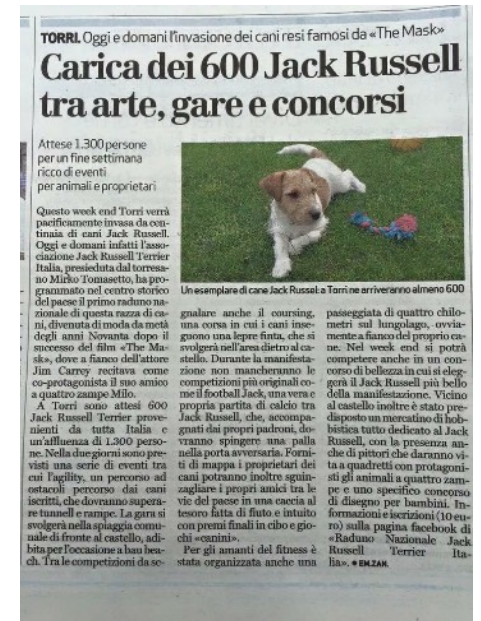 TORRI. Oggi e domani l'invasione dei cani resi famosi da «The Mask»
Carica dei 600 Jack Russell
tra arte, gare e concorsi
Attese 1.300 persone
per un fine settimana
ricco di eventi
per animali e proprietari
Un esemplare di cane Jack Russel: a Torri ne arriveranno almeno 600
Questo week end Torri verrà
pacificamente invasa da cen-
tinaia di cani Jack Russell.
Oggi e domani infatti l'asso-
ciazione Jack Russell Terrier
Italia, presieduta dal torresa-
no Mirko Tomasetto, ha pro-
grammato nel centro storico
del paese il primo raduno na-
zionale di questa razza di ca-
ni, divenuta di moda da metà
degli anni Novanta dopo il
successo del film «The Ma-
sk», dove a fianco dell'attore
Jim Carrey recitava come
co-protagonista il suo amico
a quattro zampe Milo.
A Torri sono attesi 600
Jack Russell Terrier prove-
nienti da tutta Italia e
un'affluenza di 1.300 perso-
ne. Nella due giorni sono pre-
visti una serie di eventi tra
cui l'agility, un percorso ad
ostacoli percorso dai cani
iscritti, che dovranno supera-
re tunnel e rampe. La gara si
svolgerà nella spiaggia comu-
nale di fronte al castello, adi-
bita per l'occasione a bau bea-
ch. Tra le competizioni da se-
gnalare anche il coursing,
una corsa in cui i cani inse-
guono una lepre finta, che si
svolgerà nell'area dietro al ca-
stello. Durante la manifesta-
zione non mancheranno le
competizioni più originali co-
me il football Jack, una vera e
propria partita di calcio tra
Jack Russell, che, accompa-
gnati dai propri padroni, do-
vranno spingere una palla
nella porta avversaria. Forni-
ti di mappa i proprietari dei
cani potranno inoltre sguin-
zagliare i propri amici tra le
vie del paese in una caccia al
tesoro fatta di fiuto e intuito
con premi finali in cibo e gio-
chi «canini».
Per gli amanti del fitness è
stata organizzata anche una
passeggiata di quattro chilo-
metri sul lungolago, ovvia-
mente a fianco del proprio ca-
ne. Nel week end si potrà
competere anche in un con-
corso di bellezza in cui si eleg-
gerà il Jack Russell più bello
della manifestazione. Vicino
al castello inoltre è stato pre-
disposto un mercatino di hob-
bistica tutto dedicato al Jack
Russell, con la presenza an-
che di pittori che daranno vi-
ta a quadretti con protagoni-
sti gli animali a quattro zam-
pe e uno specifico concorso
di disegno per bambini. In-
formazioni e iscrizioni (10 eu-
ro) sulla pagina facebook di
«Raduno Nazionale Jack
Russell Terrier Ita-
lia». • EM.ZAN.